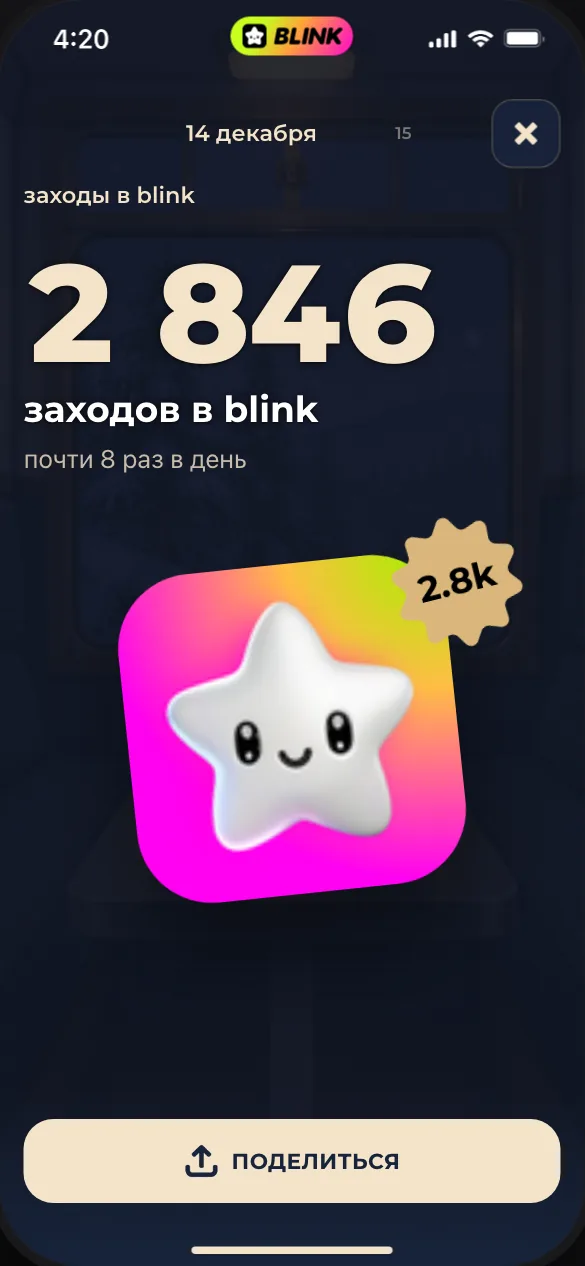 4:20
BLINK
14 декабря
15
заходы в blink
2 846
заходов в blink
почти 8 раз в день
2.8k
ПОДЕЛИТЬСЯ